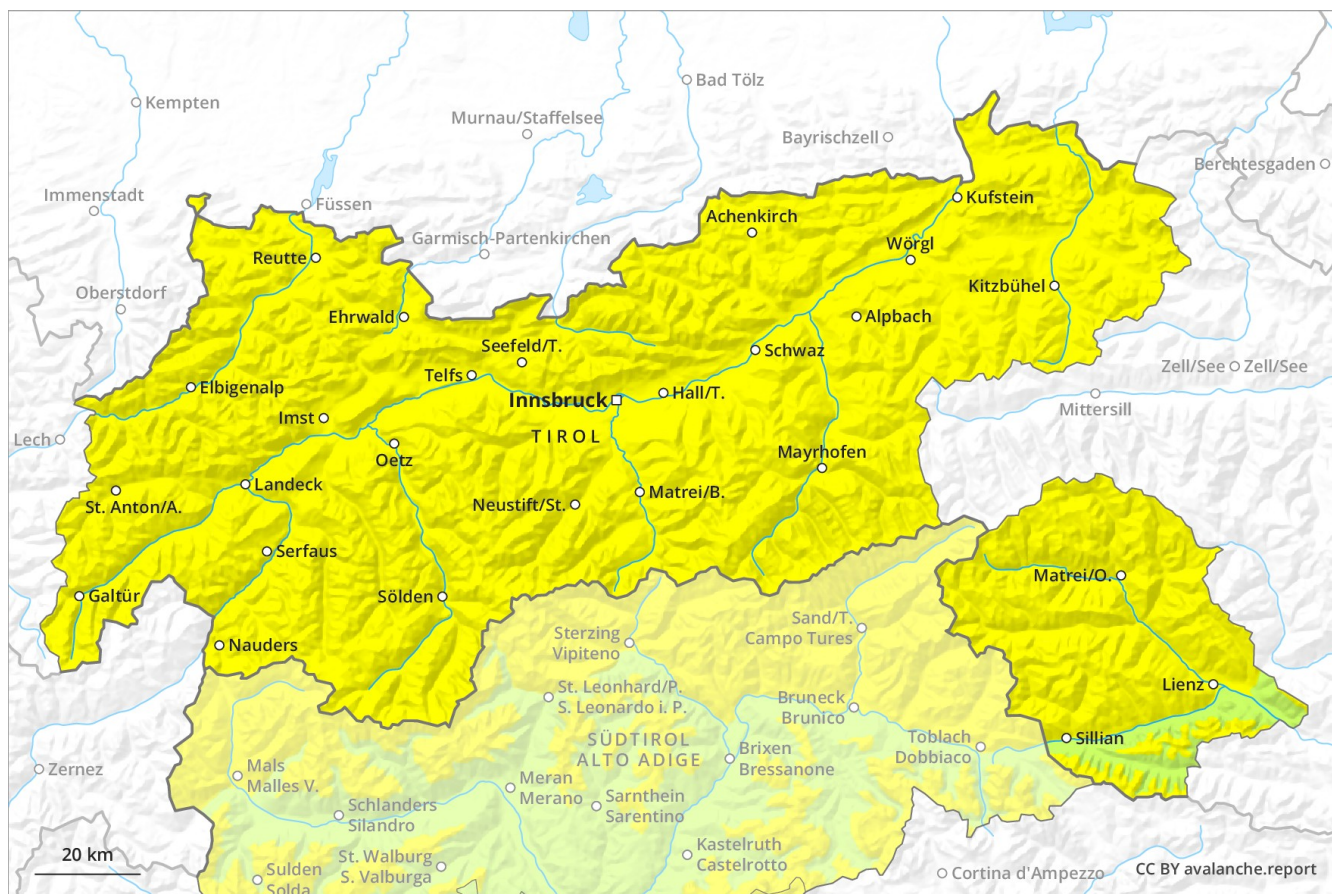 Kempten
Bad Tölz
Murnau/Staffelsee
Bayrischzell
Berchtesgaden
Immenstadt
Füssen
Kufstein
Achenkirch
Garmisch-Partenkirchen
Wörgl
Reutte
Kitzbühel
Oberstdorf
Ehrwald
Alpbach
Seefeld/T.
Schwaz
Telfs
Zell/See
Zell/See
Elbigenalp
Innsbruck
Hall/T.
Mittersill
Imst
TIROL
Lech
Oetz
Mayrhofen
Landeck
St. Anton/A.
Neustift/St.
Matrei/B.
Serfaus
Matrei/O.
Galtür
Sölden
Sterzing
Vipiteno
Sand/T.
Campo Tures
Nauders
St. Leonhard/P.
S. Leonardo i. P.
Bruneck
Brunico
Lienz
SÜDTIROL
ALTO ADIGE
Toblach
Dobbiaco
Sillian
Brixen
Bressanone
Zernez
Mals
Malles V.
Meran
Merano
Sarnthein
Sarentino
Schlanders
Silandro
20 km
St. Walburg
S. Valburga
Kastelruth
Castelrotto
Sulden
Solda
Cortina d'Ampezzo
CC BY avalanche.report